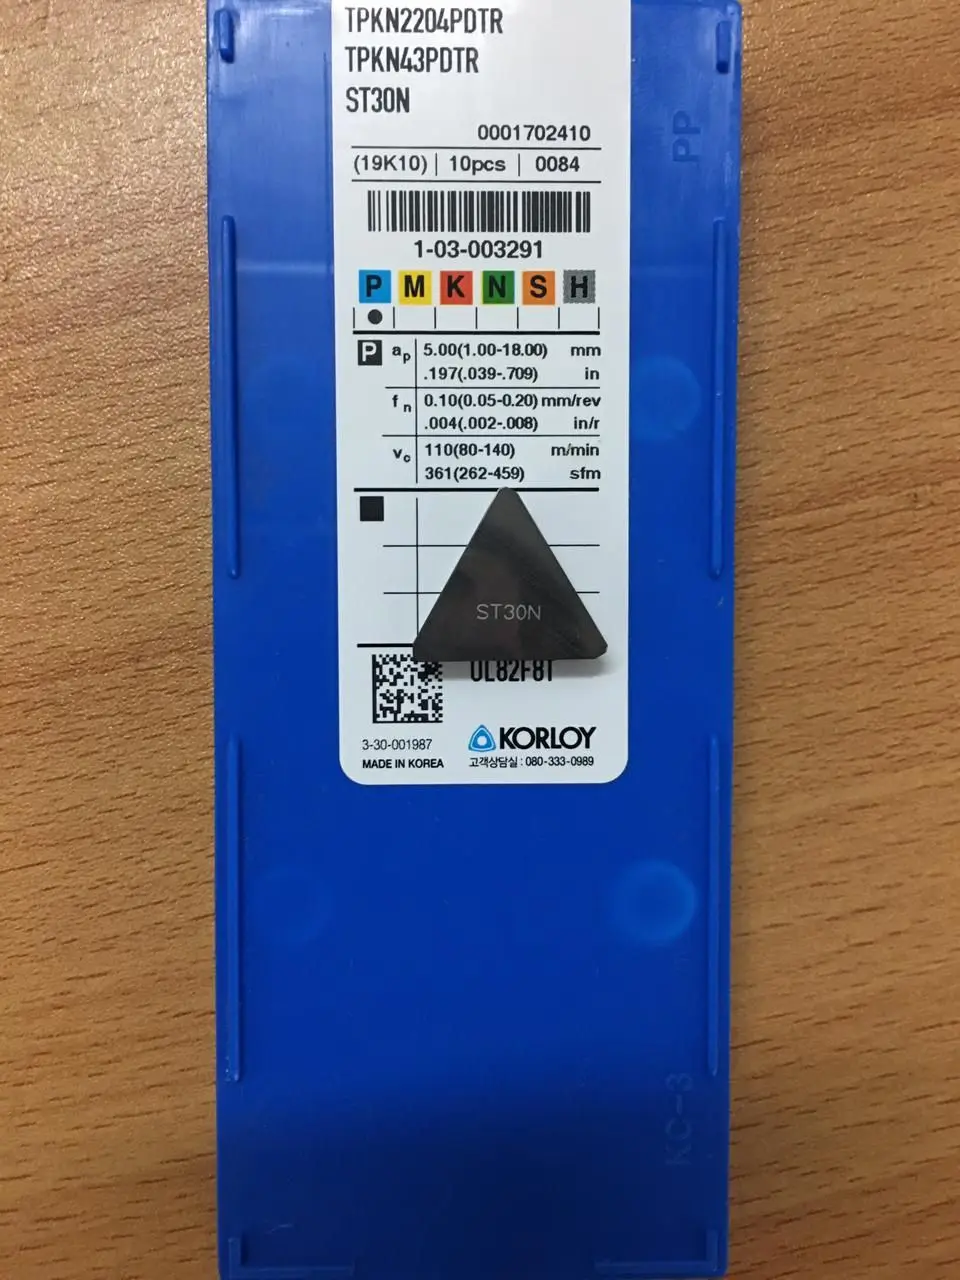 TPKN2204PDTR
TPKN43PDTR
ST30N
0001702410
(19K10) 10pcs 0084
1-03-003291
P M K N S H
P ap 5.00(1.00-18.00) mm
.197(.039-.709) in
fn 0.10(0.05-0.20) mm/rev
.004(.002-.008) in/r
vc 110(80-140) m/min
361(262-459) sfm
ST30N
3-30-001987
KORLOY
MADE IN KOREA
고객상담실 : 080-333-0989
PP
KC-3